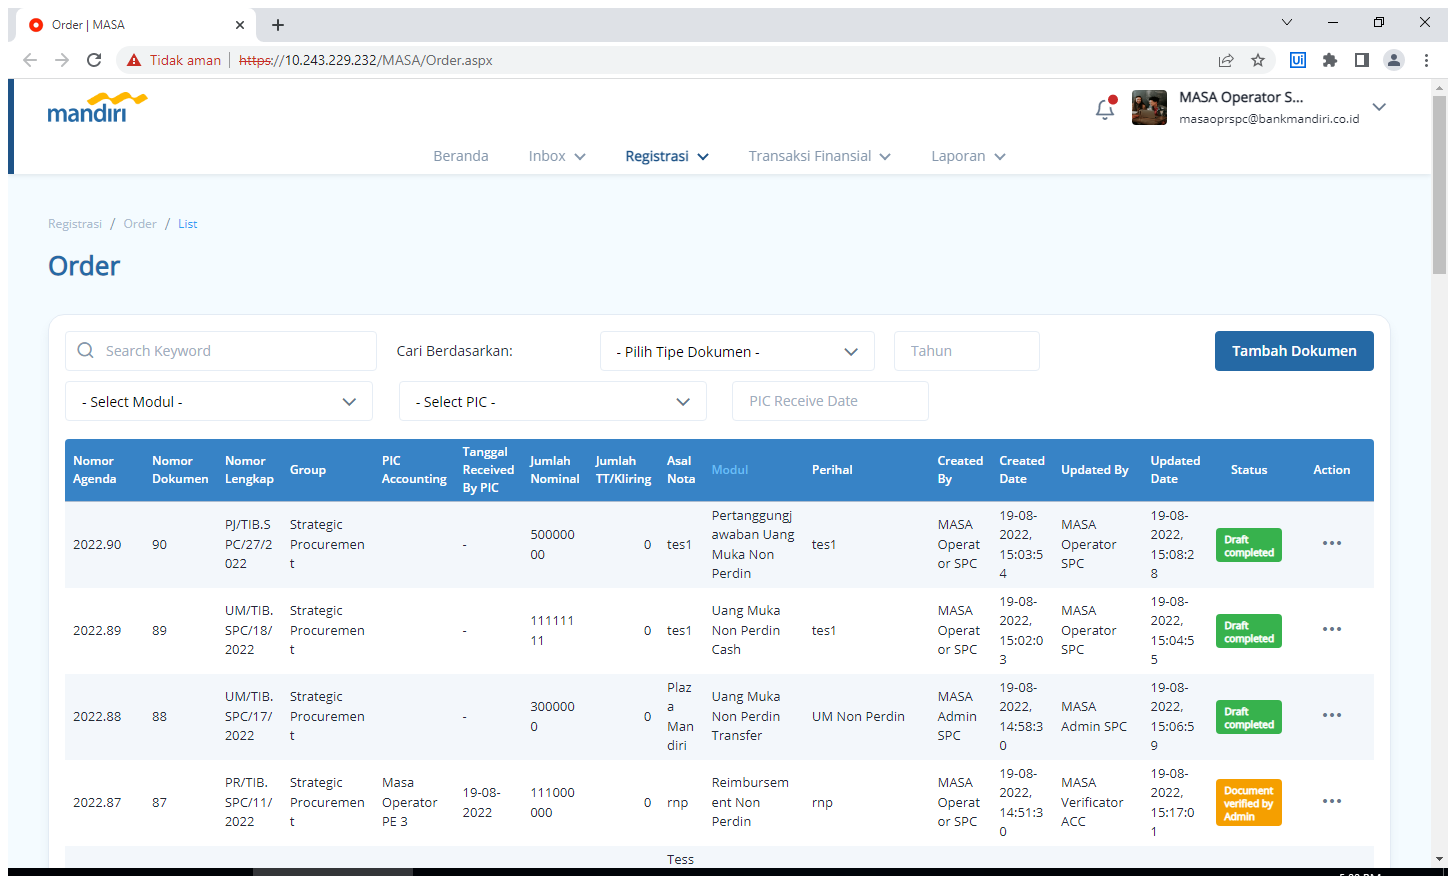 Order | MASA
Tidak aman | https://10.243.229.232/MASA/Order.aspx
mandiri
MASA Operator S...
masaoprspc@bankmandiri.co.id
Beranda Inbox Registrasi Transaksi Finansial Laporan
Registrasi / Order / List
Order
Search Keyword Cari Berdasarkan: - Pilih Tipe Dokumen - Tahun Tambah Dokumen
- Select Modul - - Select PIC - PIC Receive Date
Nomor Agenda Nomor Dokumen Nomor Lengkap Group PIC Accounting Tanggal Received By PIC Jumlah Nominal Jumlah TT/Kliring Asal Nota Modul Perihal Created By Created Date Updated By Updated Date Status Action
2022.90 90 PJ/TIB.SPC/27/2022 Strategic Procurement - 50000000 0 tes1 Pertanggungjawaban Uang Muka Non Perdin tes1 MASA Operator SPC 19-08-2022, 15:03:54 MASA Operator SPC 19-08-2022, 15:08:28 Draft completed ...
2022.89 89 UM/TIB.SPC/18/2022 Strategic Procurement - 11111111 0 tes1 Uang Muka Non Perdin Cash tes1 MASA Operator SPC 19-08-2022, 15:02:03 MASA Operator SPC 19-08-2022, 15:04:55 Draft completed ...
2022.88 88 UM/TIB.SPC/17/2022 Strategic Procurement - 3000000 0 Plaza Mandiri Uang Muka Non Perdin Transfer UM Non Perdin MASA Admin SPC 19-08-2022, 14:58:30 MASA Admin SPC 19-08-2022, 15:06:59 Draft completed ...
2022.87 87 PR/TIB.SPC/11/2022 Strategic Procurement Masa Operator PE 3 19-08-2022 111000000 0 rnp Reimbursement Non Perdin rnp MASA Operator SPC 19-08-2022, 14:51:30 MASA Verificator ACC 19-08-2022, 15:17:01 Document verified by Admin ...
Tess